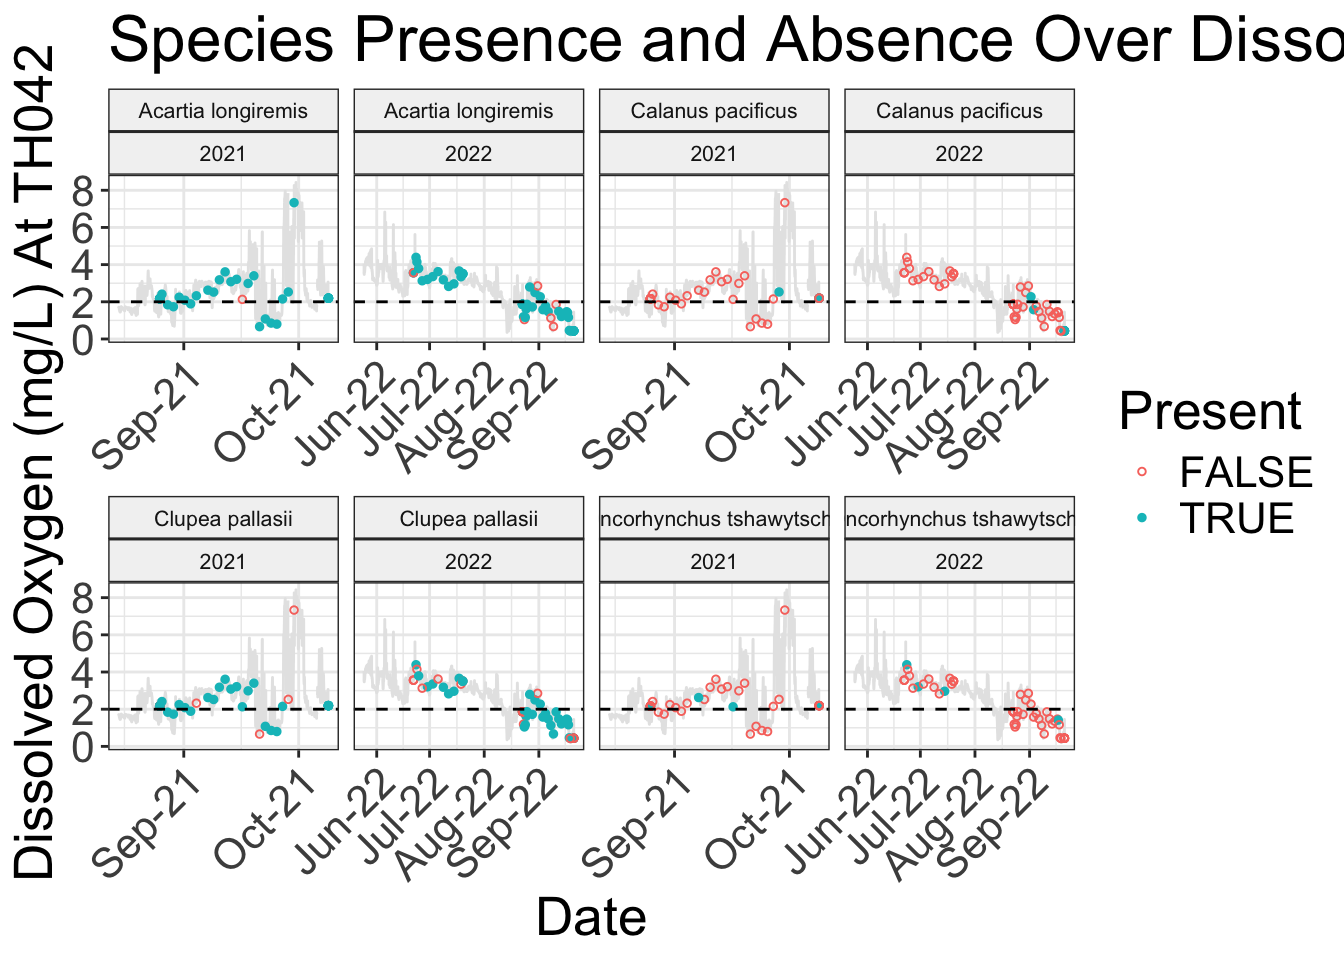 Species Presence and Absence Over Disso
Dissolved Oxygen (mg/L) At TH042
Acartia longiremis Acartia longiremis Calanus pacificus Calanus pacificus
2021 2022 2021 2022
8
6
4
2
0
Sep-21 Oct-21 Jun-22 Jul-22 Aug-22 Sep-22 Sep-21 Oct-21 Jun-22 Jul-22 Aug-22 Sep-22
Clupea pallasii Clupea pallasii ncorhynchus tshawytsch ncorhynchus tshawytsch
2021 2022 2021 2022
8
6
4
2
0
Sep-21 Oct-21 Jun-22 Jul-22 Aug-22 Sep-22 Sep-21 Oct-21 Jun-22 Jul-22 Aug-22 Sep-22
Date
Present
FALSE
TRUE